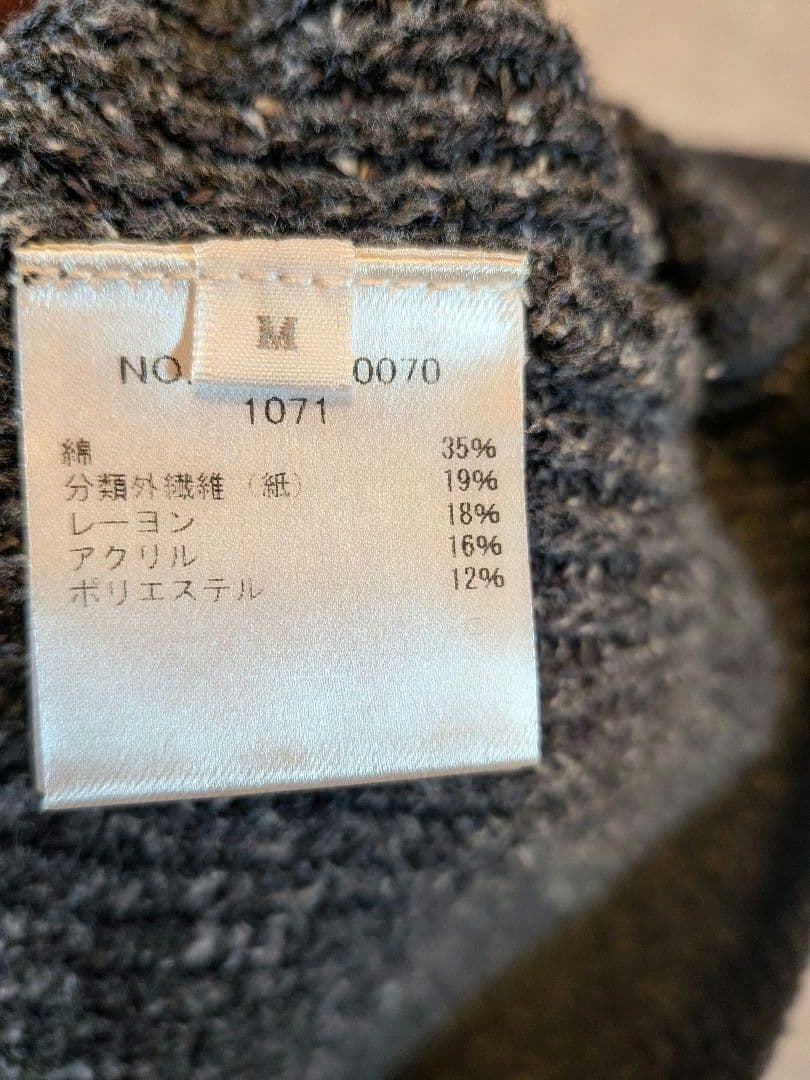 M
NO. 0070
1071
綿 35%
分類外繊維（紙） 19%
レーヨン 18%
アクリル 16%
ポリエステル 12%